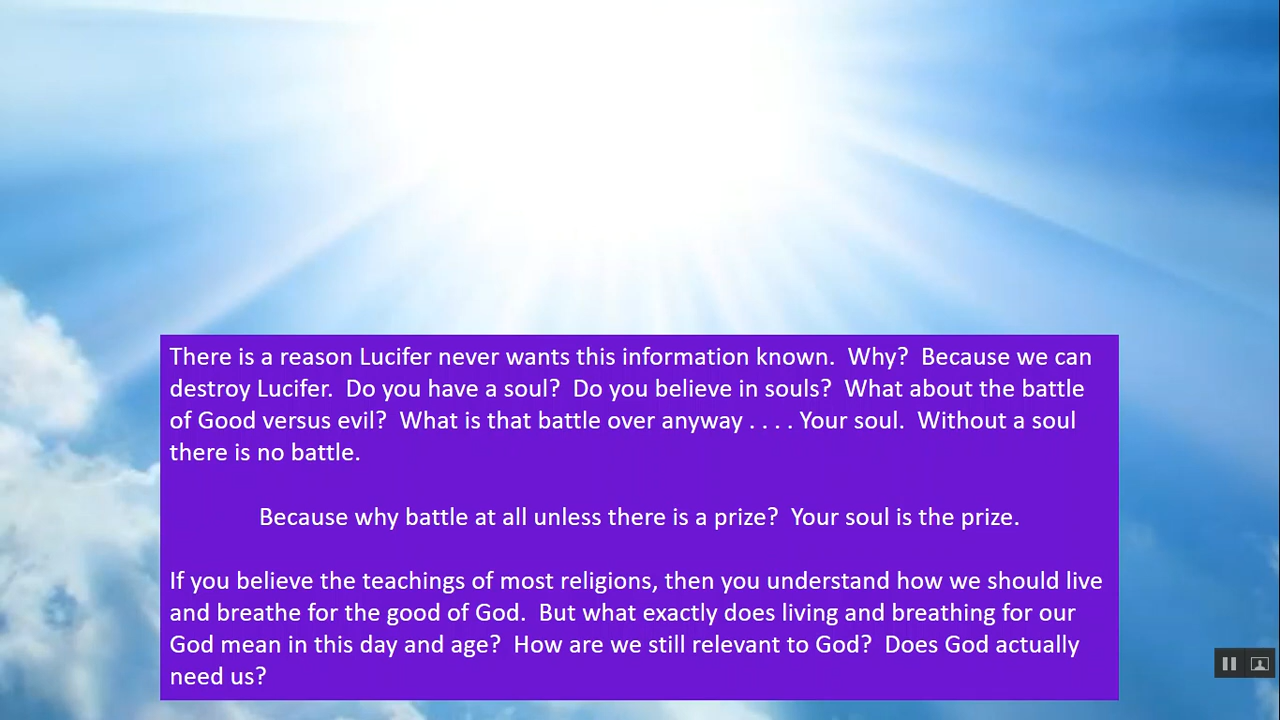 There is a reason Lucifer never wants this information known.  Why?  Because we can
destroy Lucifer.  Do you have a soul?  Do you believe in souls?  What about the battle
of Good versus evil?  What is that battle over anyway . . . . Your soul.  Without a soul
there is no battle.
Because why battle at all unless there is a prize?  Your soul is the prize.
If you believe the teachings of most religions, then you understand how we should live
and breathe for the good of God.  But what exactly does living and breathing for our
God mean in this day and age?  How are we still relevant to God?  Does God actually
need us?